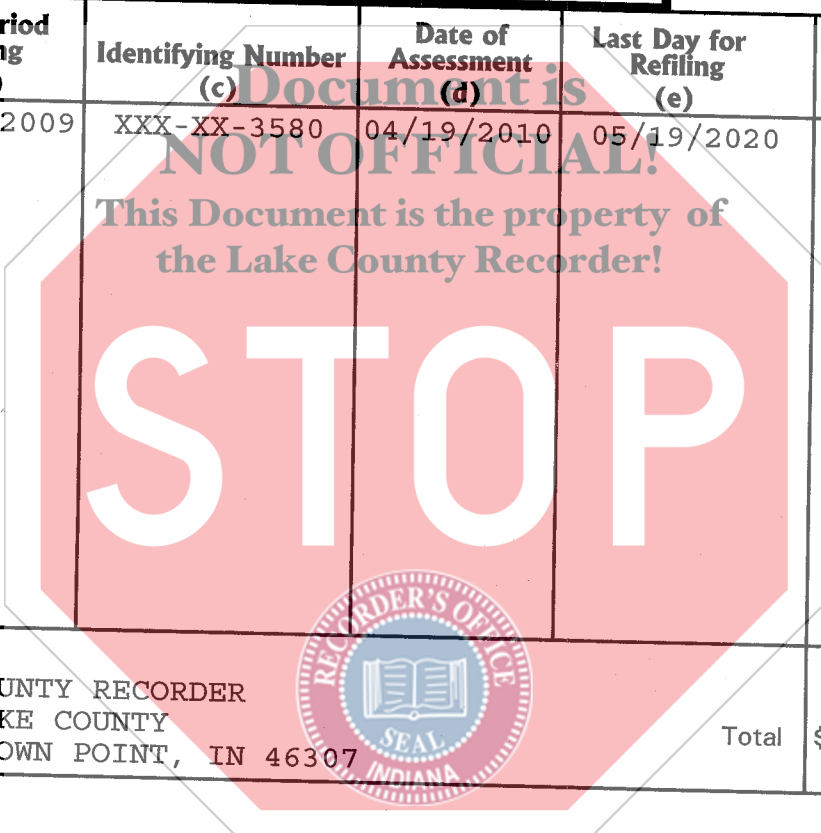 riod
ng
)
Identifying Number
(c)
Date of
Assessment
(d)
Last Day for
Refiling
(e)
2009
XXX-XX-3580
04/19/2010
05/19/2020
Document is
NOT OFFICIAL!
This Document is the property of
the Lake County Recorder!
STOP
RECORDER'S OFFICE
SEAL
INDIANA
UNTY RECORDER
KE COUNTY
OWN POINT, IN 46307
Total
$